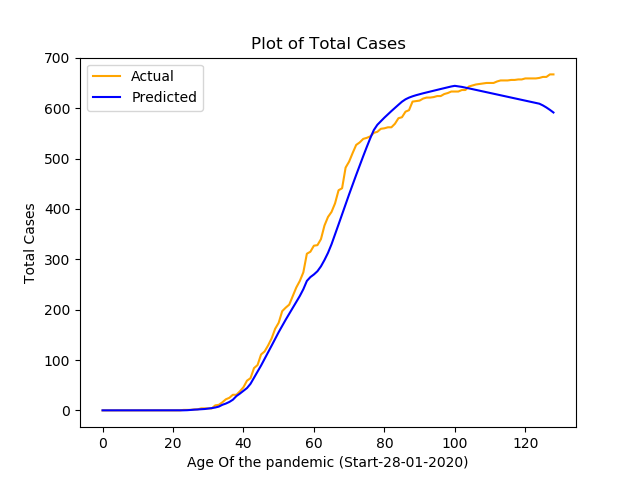 Plot of Total Cases
Actual
Predicted
700
600
500
400
300
200
100
0
Total Cases
0 20 40 60 80 100 120
Age Of the pandemic (Start-28-01-2020)